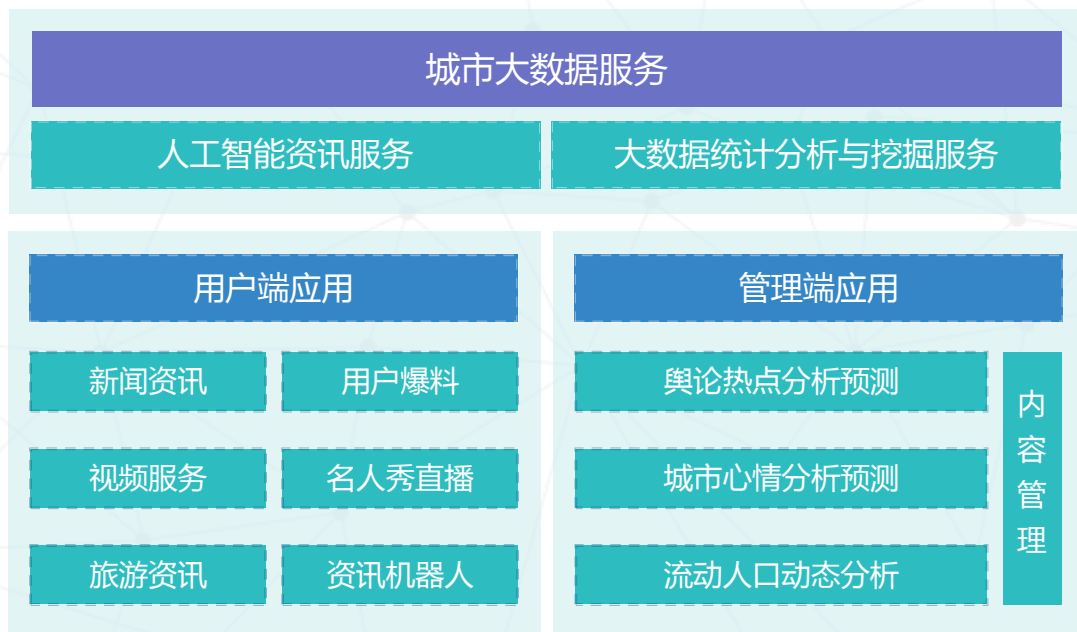 城市大数据服务
人工智能资讯服务
大数据统计分析与挖掘服务
用户端应用
新闻资讯
用户爆料
视频服务
名人秀直播
旅游资讯
资讯机器人
管理端应用
舆论热点分析预测
城市心情分析预测
流动人口动态分析
内容管理